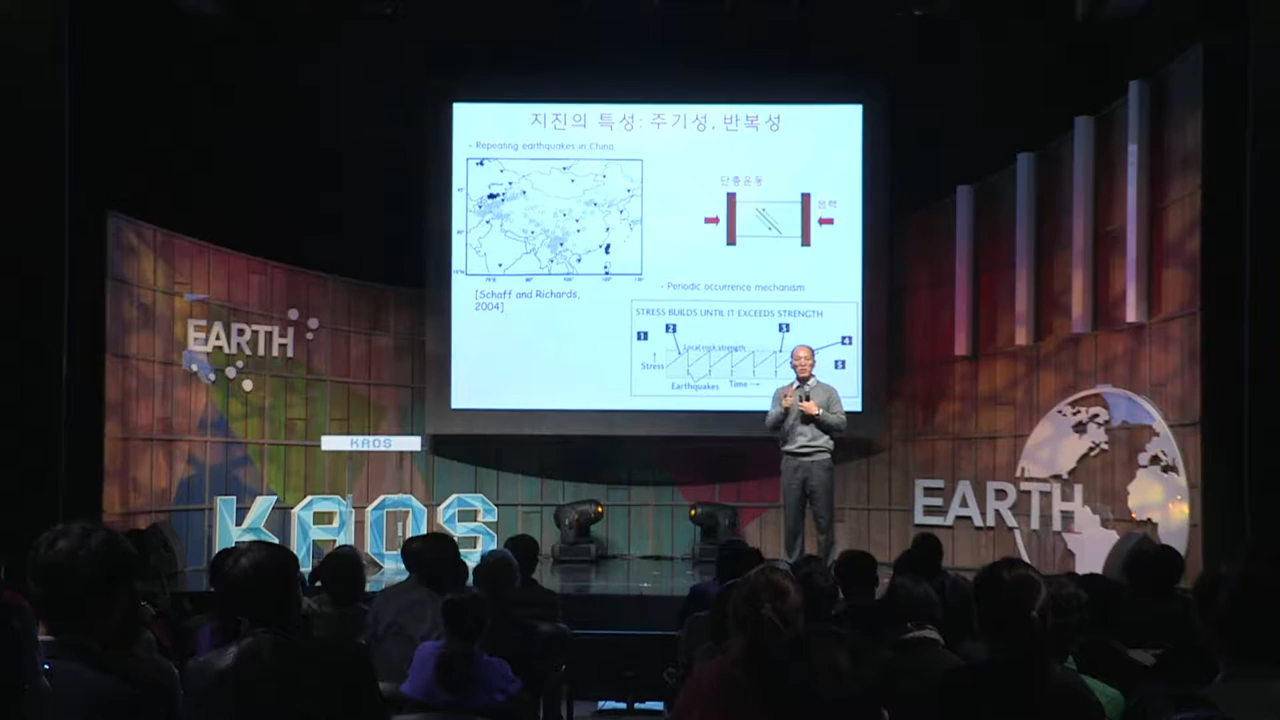 지진의 특성: 주기성, 반복성
- Repeating earthquakes in China
단층운동
응력
[Schaff and Richards,
2004]
- Periodic occurrence mechanism
STRESS BUILDS UNTIL IT EXCEEDS STRENGTH
1
2
3
4
5
Local rock strength
Stress
Earthquakes
Time
EARTH
KAOS
KAOS
EARTH